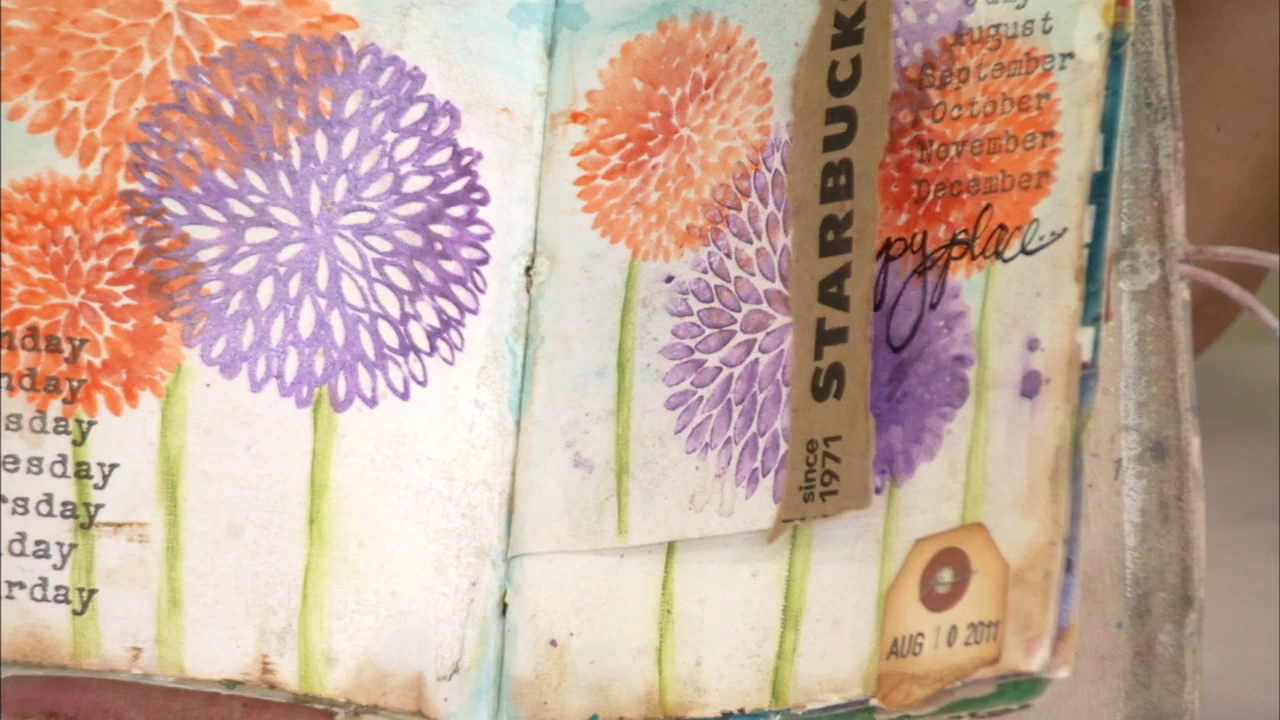 nday
nday
sday
esday
rsday
day
rday
STARBUCKS
since
1971
July
August
September
October
November
December
py place...
AUG 10 2011